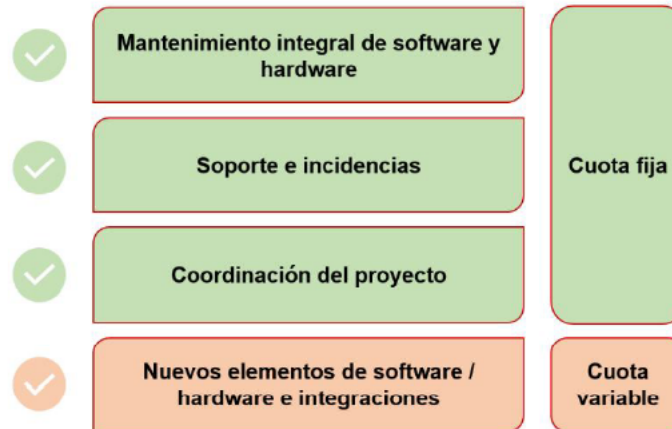 Mantenimiento integral de software y
hardware
Soporte e incidencias
Cuota fija
Coordinación del proyecto
Nuevos elementos de software /
hardware e integraciones
Cuota
variable